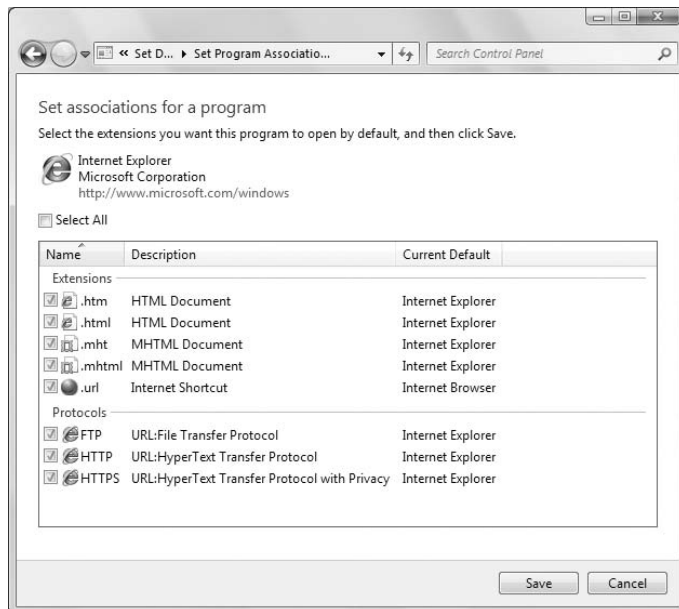 « Set D... ▸ Set Program Associatio...
Search Control Panel
Set associations for a program
Select the extensions you want this program to open by default, and then click Save.
Internet Explorer
Microsoft Corporation
http://www.microsoft.com/windows
Select All
Name Description Current Default
Extensions
.htm HTML Document Internet Explorer
.html HTML Document Internet Explorer
.mht MHTML Document Internet Explorer
.mhtml MHTML Document Internet Explorer
.url Internet Shortcut Internet Browser
Protocols
FTP URL:File Transfer Protocol Internet Explorer
HTTP URL:HyperText Transfer Protocol Internet Explorer
HTTPS URL:HyperText Transfer Protocol with Privacy Internet Explorer
Save Cancel